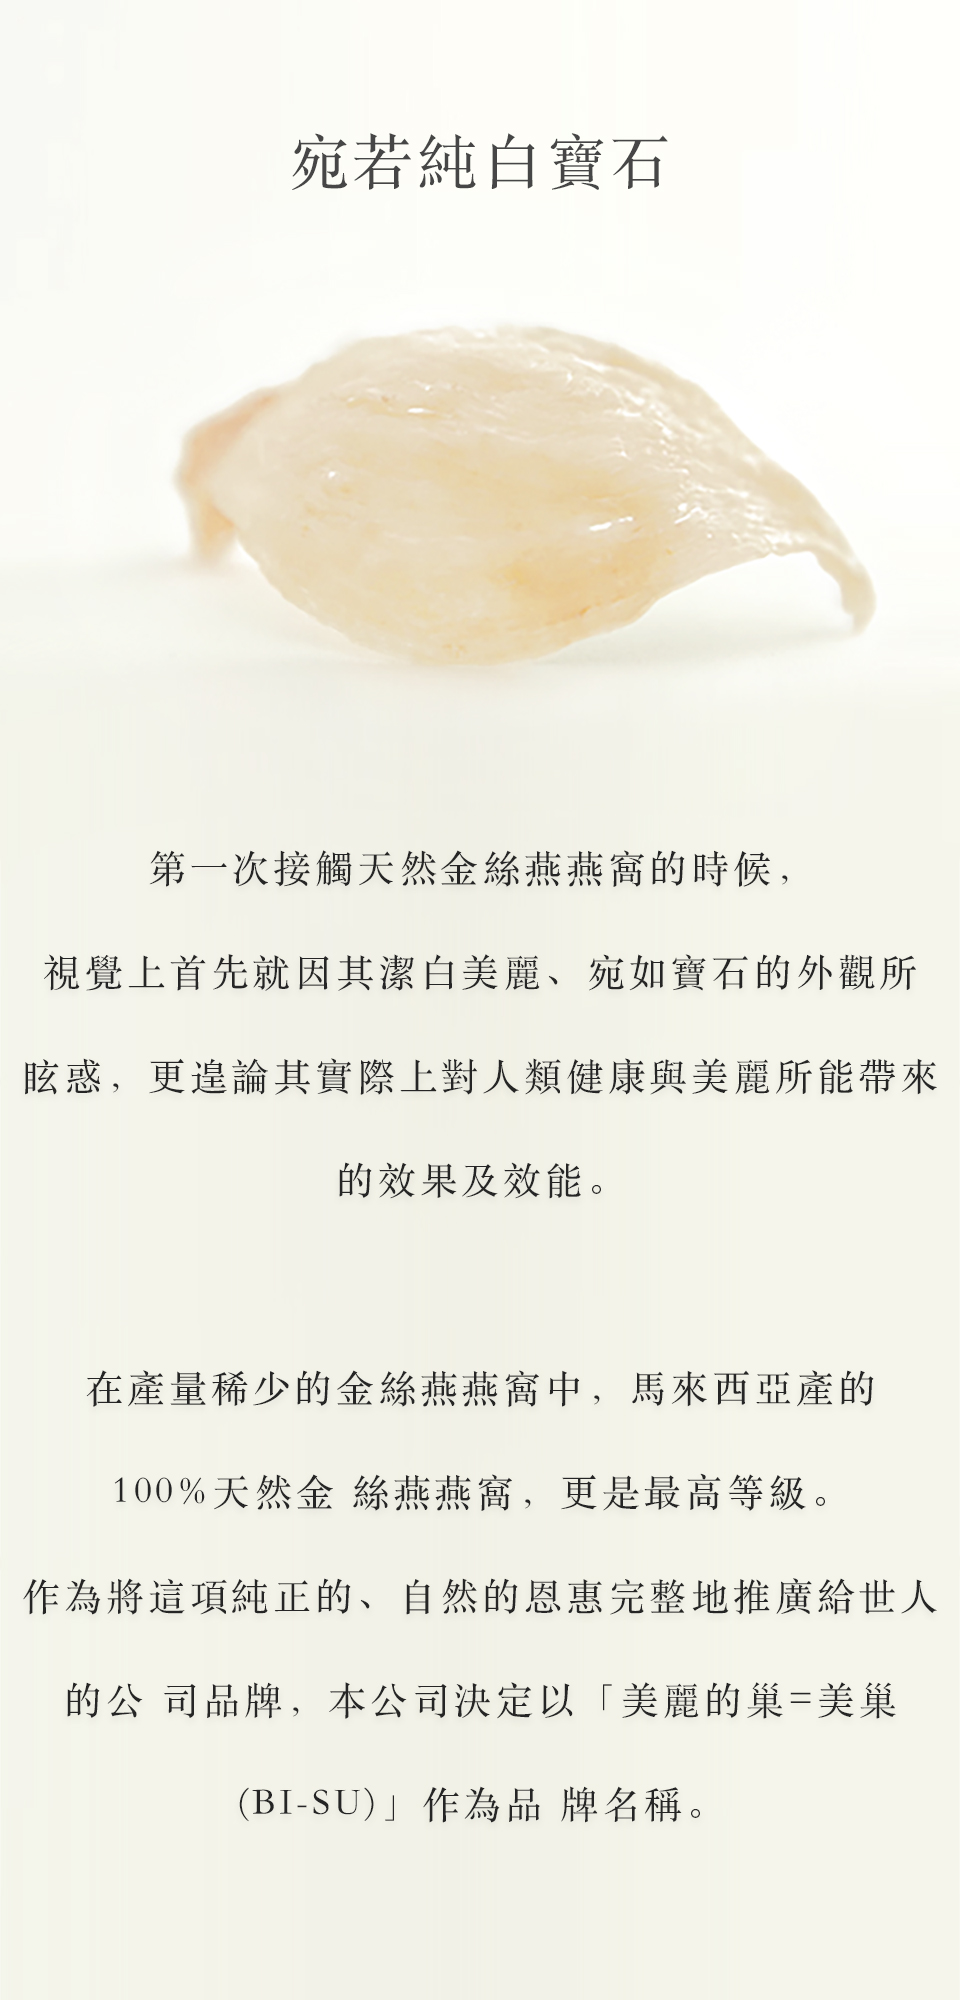 宛若純白寶石
第一次接觸天然金絲燕燕窩的時候，
視覺上首先就因其潔白美麗、宛如寶石的外觀所
眩惑，更遑論其實際上對人類健康與美麗所能帶來
的效果及效能。
在產量稀少的金絲燕燕窩中，馬來西亞產的
100%天然金 絲燕燕窩，更是最高等級。
作為將這項純正的、自然的恩惠完整地推廣給世人
的公 司品牌，本公司決定以「美麗的巢=美巢
(BI-SU)」作為品 牌名稱。